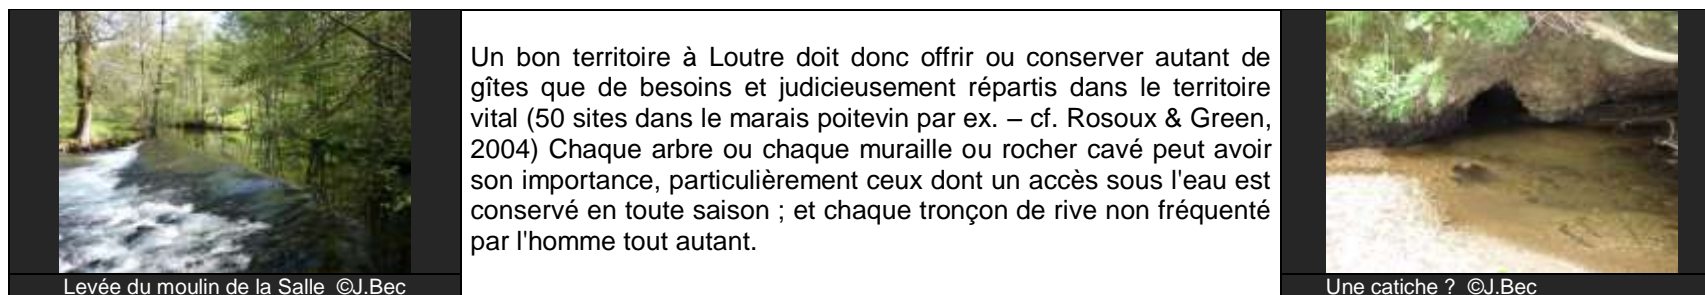 Un bon territoire à Loutre doit donc offrir ou conserver autant de
gîtes que de besoins et judicieusement répartis dans le territoire
vital (50 sites dans le marais poitevin par ex. – cf. Rosoux & Green,
2004) Chaque arbre ou chaque muraille ou rocher cavé peut avoir
son importance, particulièrement ceux dont un accès sous l'eau est
conservé en toute saison ; et chaque tronçon de rive non fréquenté
par l'homme tout autant.
Levée du moulin de la Salle ©J.Bec
Une catiche ? ©J.Bec